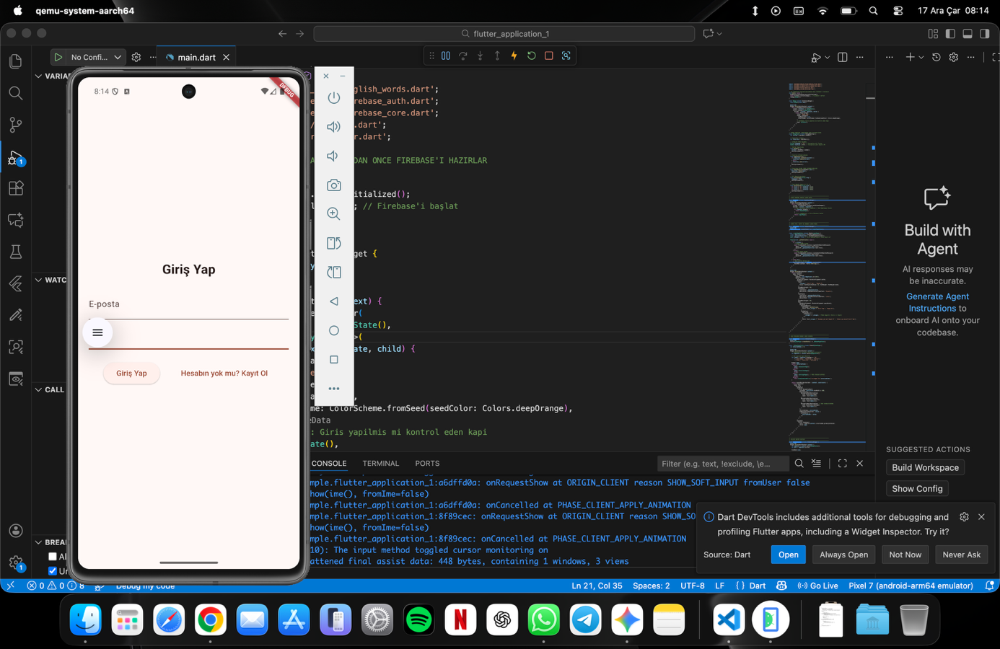 qemu-system-aarch64
17 Ara Çar 08:14
flutter_application_1
No Confi...
main.dart
VARIA
8:14
DEBUG
Giriş Yap
E-posta
Giriş Yap
Hesabın yok mu? Kayıt Ol
WATC
CALL
BREA
Al
Un
glish_words.dart';
rebase_auth.dart';
rebase_core.dart';
.dart';
r.dart';
DAN ONCE FIREBASE'I HAZIRLAR
itialized();
; // Firebase'i başlat
get {
ext) {
r(
State(),
>(
ate, child) {
me: ColorScheme.fromSeed(seedColor: Colors.deepOrange),
eData
: Giris yapilmis mi kontrol eden kapi
ate(),
CONSOLE
TERMINAL
PORTS
Filter (e.g. text, !exclude, \e...
mple.flutter_application_1:a6dffd0a: onRequestShow at ORIGIN_CLIENT reason SHOW_SOFT_INPUT fromUser false
how(ime(), fromIme=false)
mple.flutter_application_1:a6dffd0a: onCancelled at PHASE_CLIENT_APPLY_ANIMATION
mple.flutter_application_1:8f89cec: onRequestShow at ORIGIN_CLIENT reason SHOW_SO
how(ime(), fromIme=false)
mple.flutter_application_1:8f89cec: onCancelled at PHASE_CLIENT_APPLY_ANIMATION
10): The input method toggled cursor monitoring on
attened final assist data: 448 bytes, containing 1 windows, 3 views
Build with
Agent
AI responses may
be inaccurate.
Generate Agent
Instructions to
onboard AI onto your
codebase.
SUGGESTED ACTIONS
Build Workspace
Show Config
Dart DevTools includes additional tools for debugging and
profiling Flutter apps, including a Widget Inspector. Try it?
Source: Dart
Open
Always Open
Not Now
Never Ask
0 0 8
Debug my code
Ln 21, Col 35
Spaces: 2
UTF-8
LF
{ } Dart
Go Live
Pixel 7 (android-arm64 emulator)